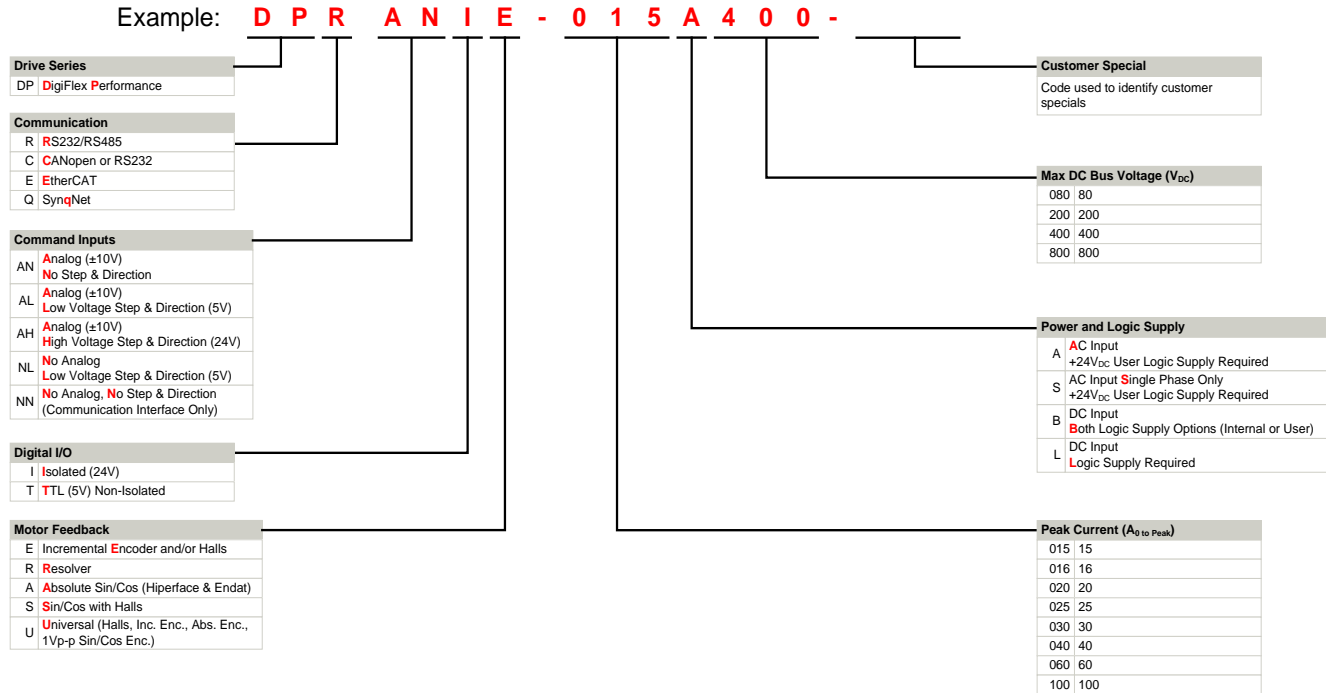 Example: D P R A N I E - 0 1 5 A 4 0 0 -
Drive Series
DP DigiFlex Performance
Communication
R RS232/RS485
C CANopen or RS232
E EtherCAT
Q SynqNet
Command Inputs
AN Analog (±10V)
No Step & Direction
AL Analog (±10V)
Low Voltage Step & Direction (5V)
AH Analog (±10V)
High Voltage Step & Direction (24V)
NL No Analog
Low Voltage Step & Direction (5V)
NN No Analog, No Step & Direction
(Communication Interface Only)
Digital I/O
I Isolated (24V)
T TTL (5V) Non-Isolated
Motor Feedback
E Incremental Encoder and/or Halls
R Resolver
A Absolute Sin/Cos (Hiperface & Endat)
S Sin/Cos with Halls
U Universal (Halls, Inc. Enc., Abs. Enc.,
1Vp-p Sin/Cos Enc.)
Customer Special
Code used to identify customer
specials
Max DC Bus Voltage (VDC)
080 80
200 200
400 400
800 800
Power and Logic Supply
A AC Input
+24VDC User Logic Supply Required
S AC Input Single Phase Only
+24VDC User Logic Supply Required
B DC Input
Both Logic Supply Options (Internal or User)
L DC Input
Logic Supply Required
Peak Current (A0 to Peak)
015 15
016 16
020 20
025 25
030 30
040 40
060 60
100 100